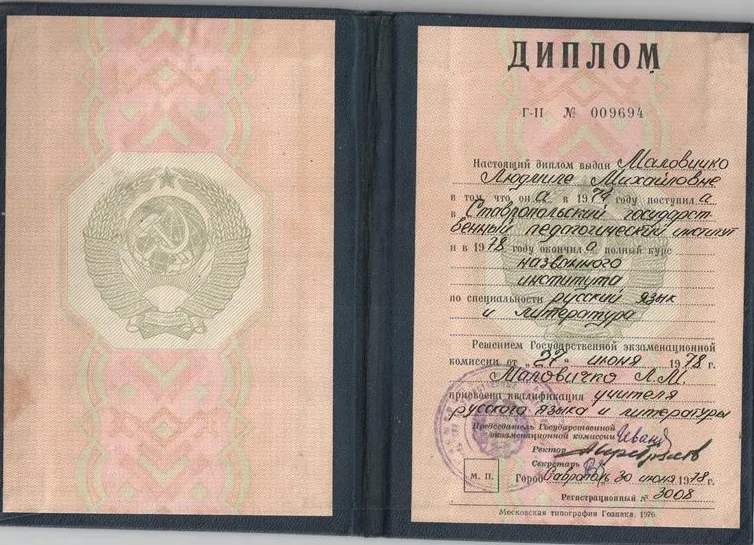 ДИПЛОМ
Г-II № 009694
Настоящий диплом выдан Маловичко
Людмиле Михайловне
в том, что она в 1974 году поступила
в Ставропольский государст
венный педагогический институт
и в 1978 году окончила полный курс
названного
института
по специальности русский язык
и литература
Решением Государственной экзаменационной
комиссии от „27“ июня 1978 г.
Маловичко Л.М.
присвоена квалификация учителя
русского языка и литературы
Председатель Государственной
экзаменационной комиссии
Ректор
Секретарь
М. П.
Город Ставрополь 30 июня 1978 г.
Регистрационный № 3008
Московская типография Гознака. 1976.